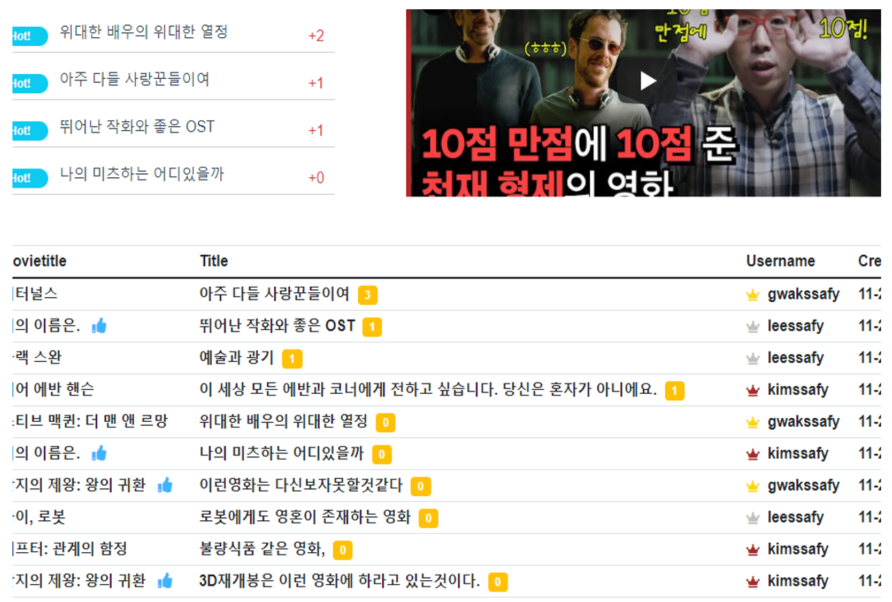 Hot! 위대한 배우의 위대한 열정 +2
Hot! 아주 다들 사랑꾼들이여 +1
Hot! 뛰어난 작화와 좋은 OST +1
Hot! 나의 미츠하는 어디있을까 +0
만점에 10점!
(ㅎㅎㅎ)
10점 만점에 10점 준
천재 형제의 영화
ovietitle Title Username Cre
터널스 아주 다들 사랑꾼들이여 3 gwakssafy 11-2
의 이름은. 뛰어난 작화와 좋은 OST 1 leessafy 11-2
랙 스완 예술과 광기 1 leessafy 11-2
어 에반 핸슨 이 세상 모든 에반과 코너에게 전하고 싶습니다. 당신은 혼자가 아니에요. 1 kimssafy 11-2
티브 맥퀸: 더 맨 앤 르망 위대한 배우의 위대한 열정 0 gwakssafy 11-2
의 이름은. 나의 미츠하는 어디있을까 0 kimssafy 11-2
지의 제왕: 왕의 귀환 이런영화는 다신보자못할것같다 0 gwakssafy 11-2
이, 로봇 로봇에게도 영혼이 존재하는 영화 0 leessafy 11-2
프터: 관계의 함정 불량식품 같은 영화, 0 kimssafy 11-2
지의 제왕: 왕의 귀환 3D재개봉은 이런 영화에 하라고 있는것이다. 0 kimssafy 11-2